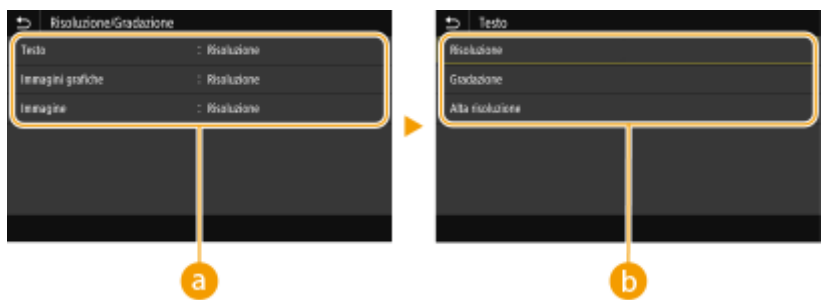 Risoluzione/Gradazione
Testo : Risoluzione
Immagini grafiche : Risoluzione
Immagine : Risoluzione
a
Testo
Risoluzione
Gradazione
Alta risoluzione
b